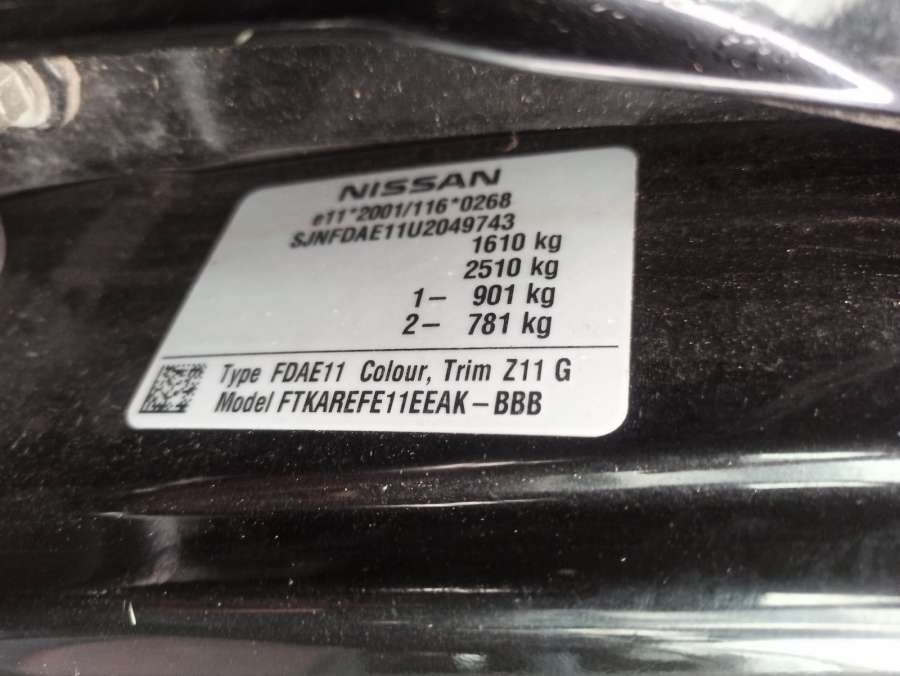 NISSAN
e11*2001/116*0268
SJNFDAE11U2049743
1610 kg
2510 kg
1- 901 kg
2- 781 kg
Type FDAE11 Colour, Trim Z11 G
Model FTKAREFE11EEAK-BBB